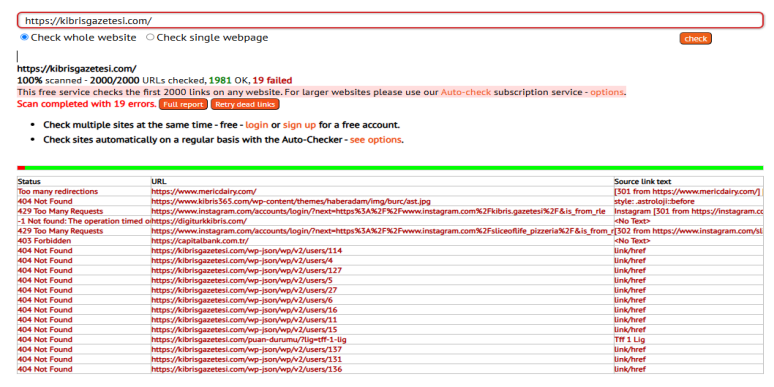 https://kibrisgazetesi.com/
Check whole website Check single webpage check
https://kibrisgazetesi.com/
100% scanned - 2000/2000 URLs checked, 1981 OK, 19 failed
This free service checks the first 2000 links on any website. For larger websites please use our Auto-check subscription service - options.
Scan completed with 19 errors. Full report Retry dead links
• Check multiple sites at the same time - free - login or sign up for a free account.
• Check sites automatically on a regular basis with the Auto-Checker - see options.
Status URL Source link text
Too many redirections https://www.mericdairy.com/ [301 from https://www.mericdairy.com/]
404 Not Found https://www.kibris365.com/wp-content/themes/haberadam/img/burc/ast.jpg style: .astroloji::before
429 Too Many Requests https://www.instagram.com/accounts/login/?next=https%3A%2F%2Fwww.instagram.com%2Fkibris.gazetesi%2F&is_from_rle Instagram [301 from https://instagram.co
-1 Not found: The operation timed o https://digiturkkibris.com/ <No Text>
429 Too Many Requests https://www.instagram.com/accounts/login/?next=https%3A%2F%2Fwww.instagram.com%2Fsliceoflife_pizzeria%2F&is_from_r [302 from https://www.instagram.com/sl
403 Forbidden https://capitalbank.com.tr/ <No Text>
404 Not Found https://kibrisgazetesi.com/wp-json/wp/v2/users/114 link/href
404 Not Found https://kibrisgazetesi.com/wp-json/wp/v2/users/4 link/href
404 Not Found https://kibrisgazetesi.com/wp-json/wp/v2/users/127 link/href
404 Not Found https://kibrisgazetesi.com/wp-json/wp/v2/users/5 link/href
404 Not Found https://kibrisgazetesi.com/wp-json/wp/v2/users/27 link/href
404 Not Found https://kibrisgazetesi.com/wp-json/wp/v2/users/6 link/href
404 Not Found https://kibrisgazetesi.com/wp-json/wp/v2/users/16 link/href
404 Not Found https://kibrisgazetesi.com/wp-json/wp/v2/users/11 link/href
404 Not Found https://kibrisgazetesi.com/wp-json/wp/v2/users/15 link/href
404 Not Found https://kibrisgazetesi.com/puan-durumu/?lig=tff-1-lig Tff 1 Lig
404 Not Found https://kibrisgazetesi.com/wp-json/wp/v2/users/137 link/href
404 Not Found https://kibrisgazetesi.com/wp-json/wp/v2/users/131 link/href
404 Not Found https://kibrisgazetesi.com/wp-json/wp/v2/users/136 link/href